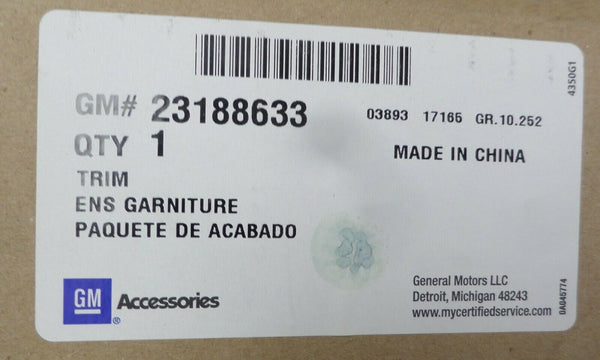 4350G1
GM# 23188633 03893 17166 GR.10.252
QTY 1 MADE IN CHINA
TRIM
ENS GARNITURE
PAQUETE DE ACABADO
GM ® Accessories
General Motors LLC
Detroit, Michigan 48243
www.mycertifiedservice.com
0A045774